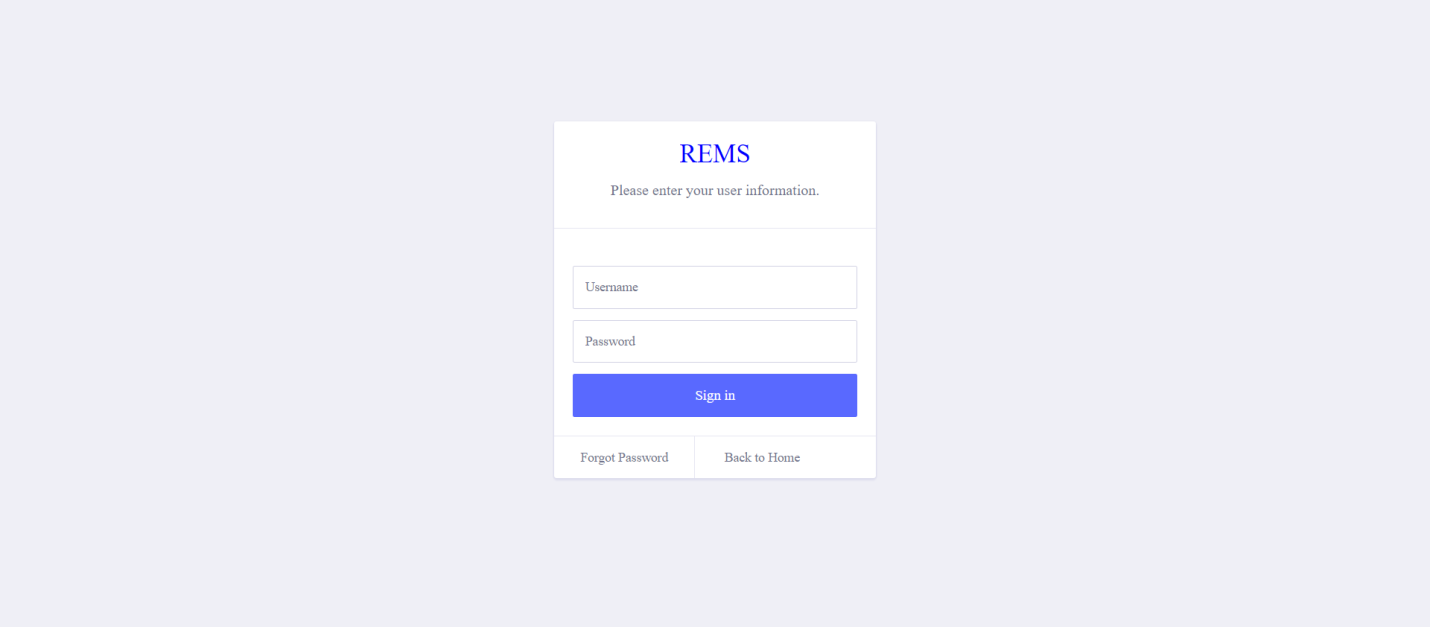 REMS
Please enter your user information.
Username
Password
Sign in
Forgot Password
Back to Home